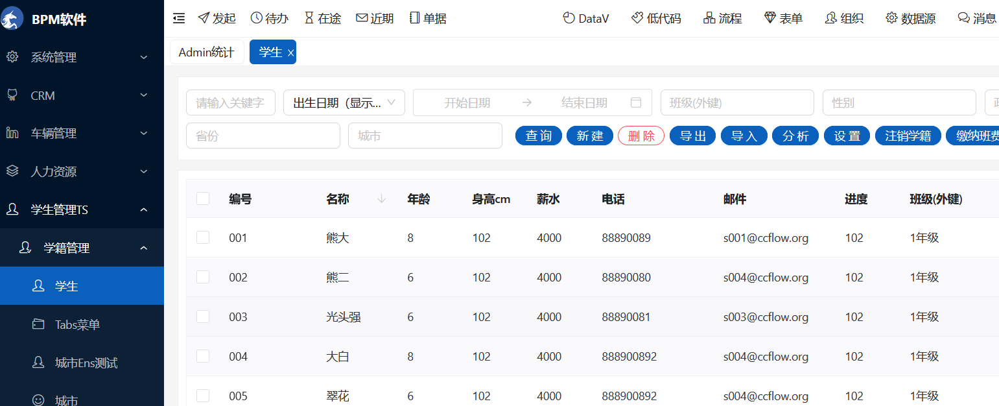 BPM软件
系统管理
CRM
车辆管理
人力资源
学生管理TS
学籍管理
学生
Tabs菜单
城市Ens测试
城市
发起 待办 在途 近期 单据 DataV 低代码 流程 表单 组织 数据源 消息
Admin统计 学生 x
请输入关键字 出生日期（显示... 开始日期 → 结束日期 班级(外键) 性别
省份 城市 查 询 新 建 删 除 导 出 导 入 分 析 设 置 注销学籍 缴纳班费
编号 名称 ↓ 年龄 身高cm 薪水 电话 邮件 进度 班级(外键)
001 熊大 8 102 4000 88890089 s001@ccflow.org 102 1年级
002 熊二 6 102 4000 88890080 s004@ccflow.org 102 1年级
003 光头强 6 102 4000 88890081 s003@ccflow.org 102 1年级
004 大白 8 102 4000 888900892 s004@ccflow.org 102 1年级
005 翠花 6 102 4000 888900892 s004@ccflow.org 102 1年级